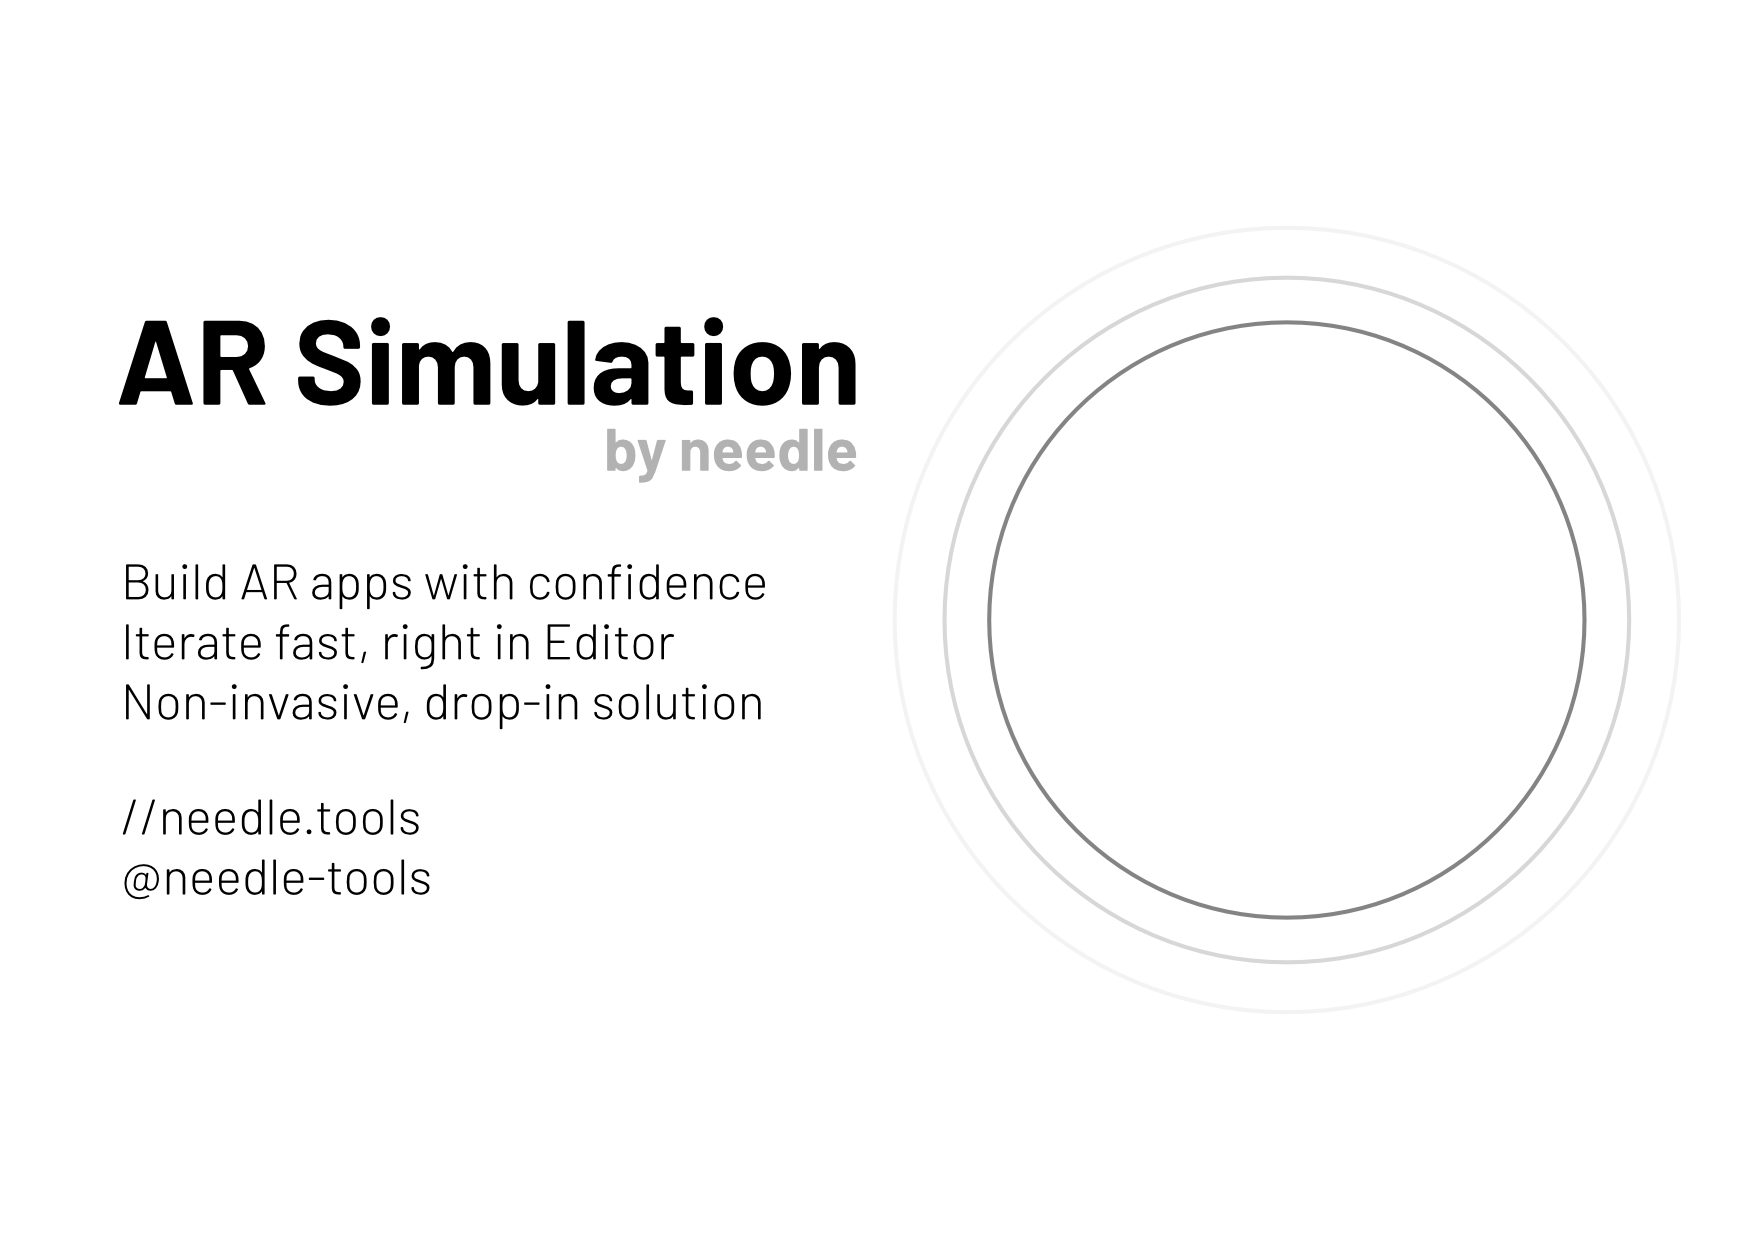 AR Simulation
by needle
Build AR apps with confidence
Iterate fast, right in Editor
Non-invasive, drop-in solution
//needle.tools
@needle-tools